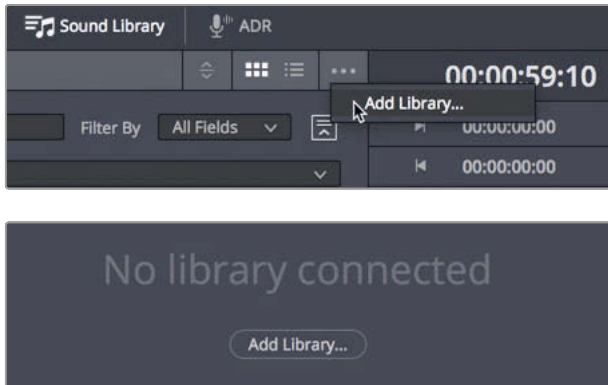 Sound Library ADR
00:00:59:10
Add Library...
Filter By All Fields 00:00:00:00
00:00:00:00
No library connected
Add Library...